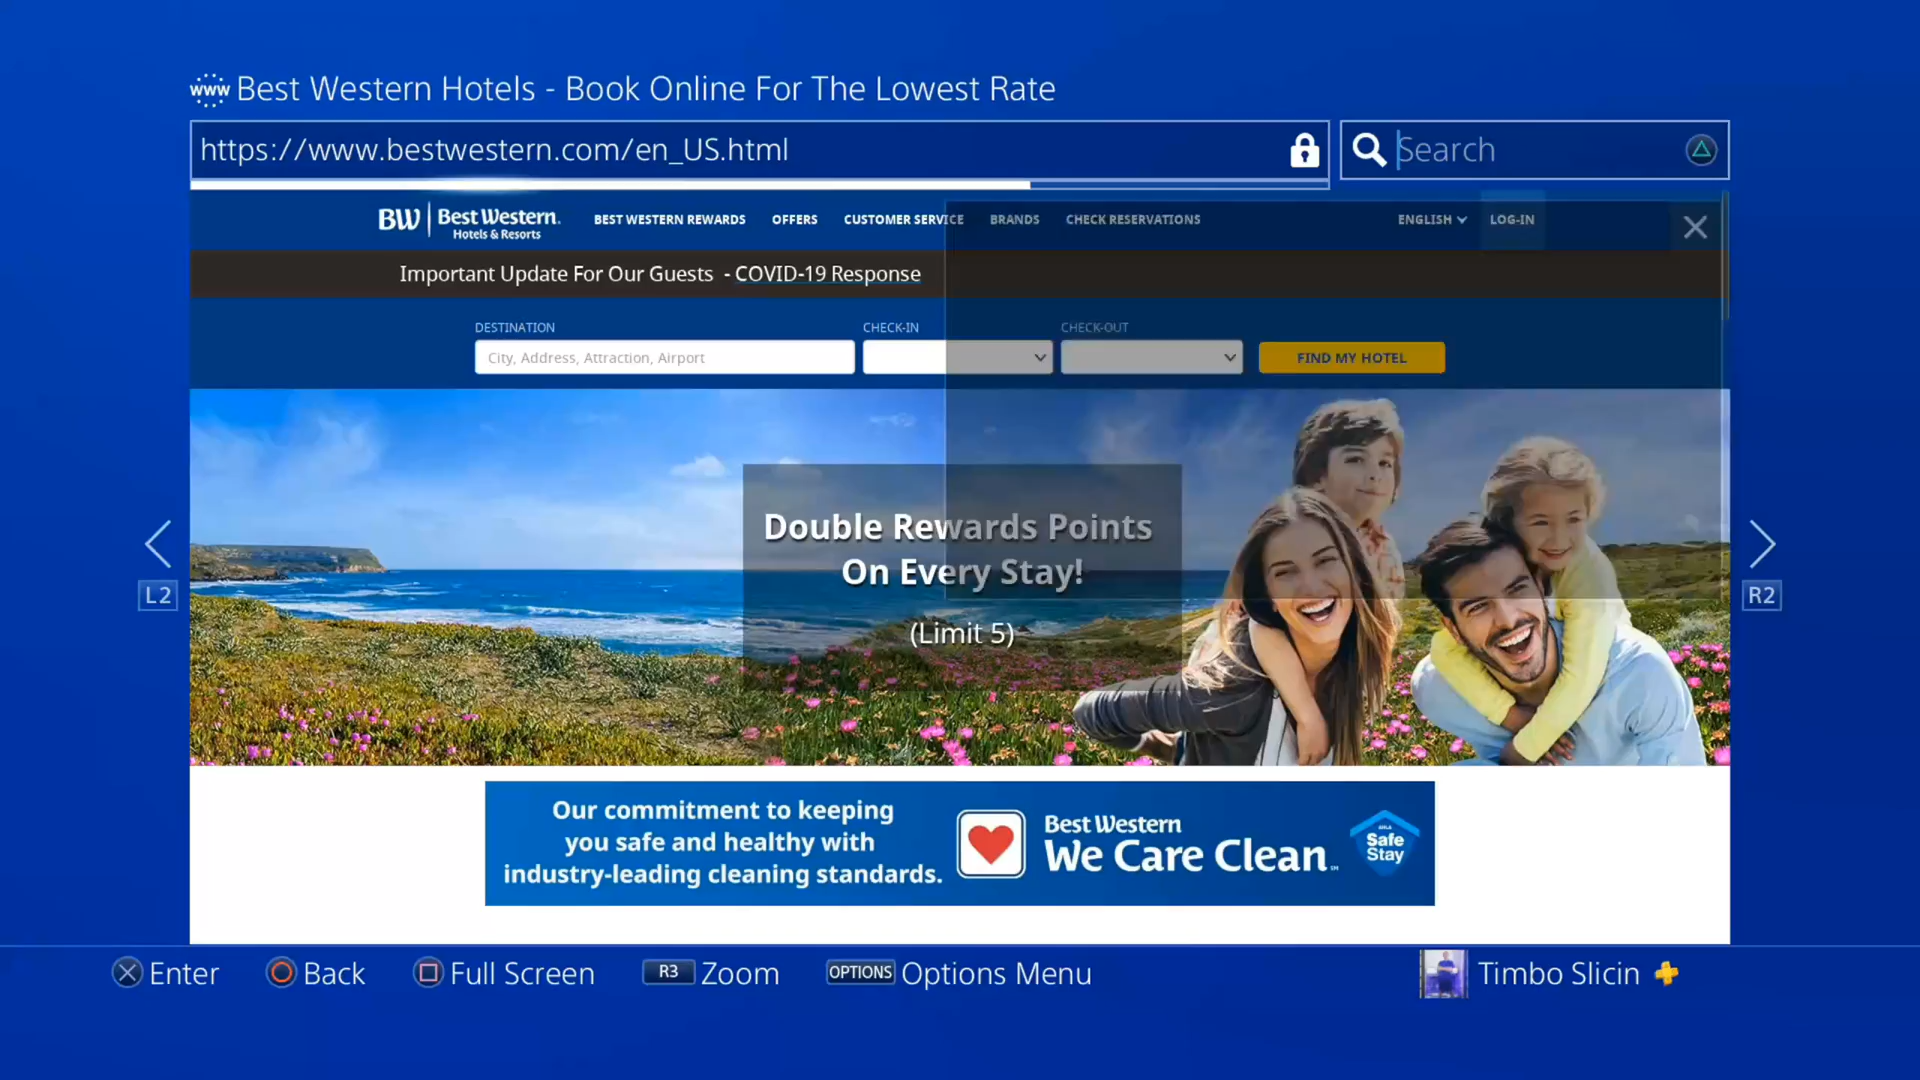 www Best Western Hotels - Book Online For The Lowest Rate
https://www.bestwestern.com/en_US.html
Search
BW Best Western.
Hotels & Resorts
BEST WESTERN REWARDS OFFERS CUSTOMER SERVICE BRANDS CHECK RESERVATIONS ENGLISH LOG-IN
Important Update For Our Guests - COVID-19 Response
DESTINATION CHECK-IN CHECK-OUT
City, Address, Attraction, Airport
FIND MY HOTEL
Double Rewards Points
On Every Stay!
(Limit 5)
L2
R2
Our commitment to keeping
you safe and healthy with
industry-leading cleaning standards.
Best Western
We Care Clean℠
Safe
Stay
Enter Back Full Screen R3 Zoom OPTIONS Options Menu Timbo Slicin